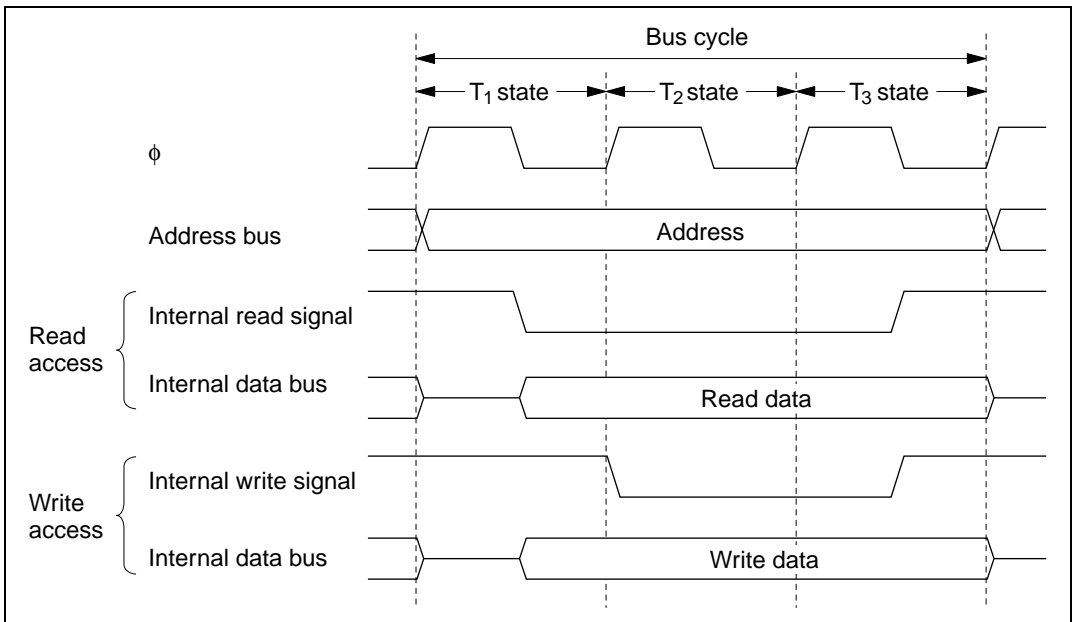 Bus cycle
T₁ state
T₂ state
T₃ state
ϕ
Address bus
Address
Read
access
Internal read signal
Internal data bus
Read data
Write
access
Internal write signal
Internal data bus
Write data